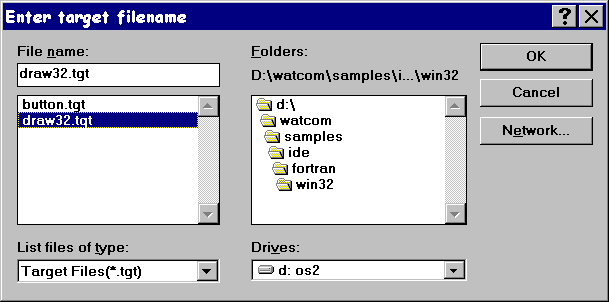 Enter target filename
File name:
draw32.tgt
button.tgt
draw32.tgt
List files of type:
Target Files(*.tgt)
Folders:
D:\watcom\samples\i...\win32
d:\
watcom
samples
ide
fortran
win32
Drives:
d: os2
OK
Cancel
Network...